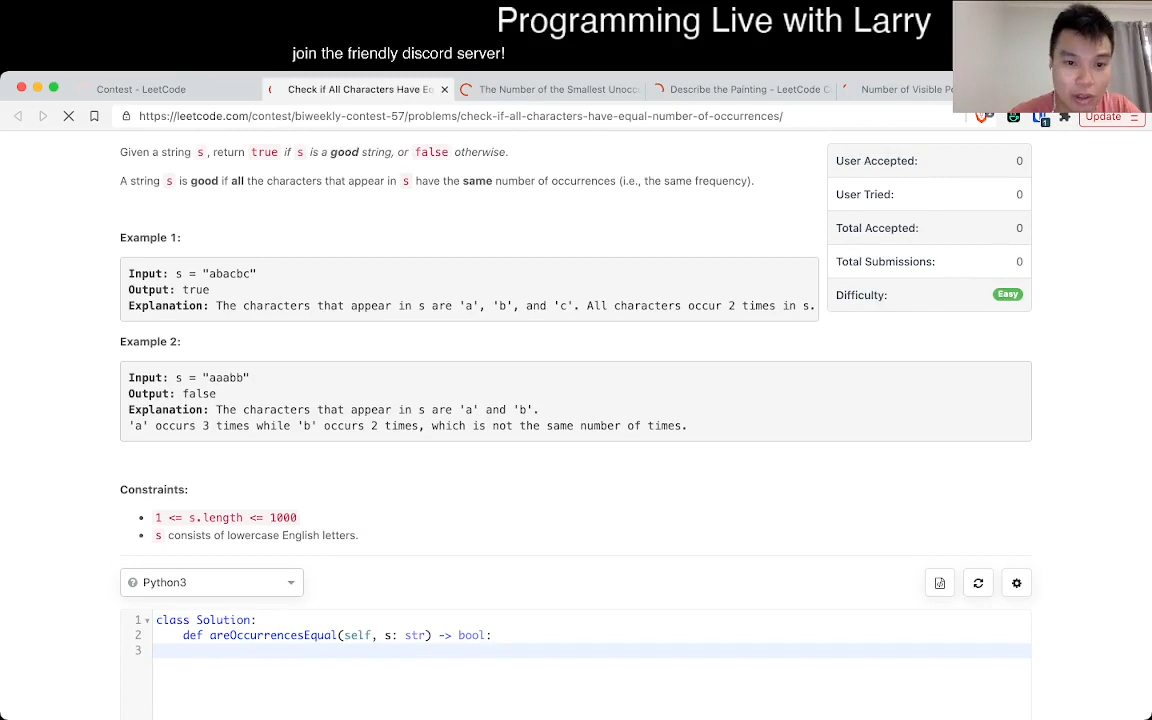 Programming Live with Larry
join the friendly discord server!
Contest - LeetCode
Check if All Characters Have Eq
The Number of the Smallest Unocc
Describe the Painting - LeetCode C
Number of Visible Pe
https://leetcode.com/contest/biweekly-contest-57/problems/check-if-all-characters-have-equal-number-of-occurrences/
1
Update
Given a string s, return true if s is a good string, or false otherwise.
A string s is good if all the characters that appear in s have the same number of occurrences (i.e., the same frequency).
User Accepted: 0
User Tried: 0
Total Accepted: 0
Total Submissions: 0
Difficulty: Easy
Example 1:
Input: s = "abacbc"
Output: true
Explanation: The characters that appear in s are 'a', 'b', and 'c'. All characters occur 2 times in s.
Example 2:
Input: s = "aaabb"
Output: false
Explanation: The characters that appear in s are 'a' and 'b'.
'a' occurs 3 times while 'b' occurs 2 times, which is not the same number of times.
Constraints:
1 <= s.length <= 1000
s consists of lowercase English letters.
Python3
1 class Solution:
2 def areOccurrencesEqual(self, s: str) -> bool:
3